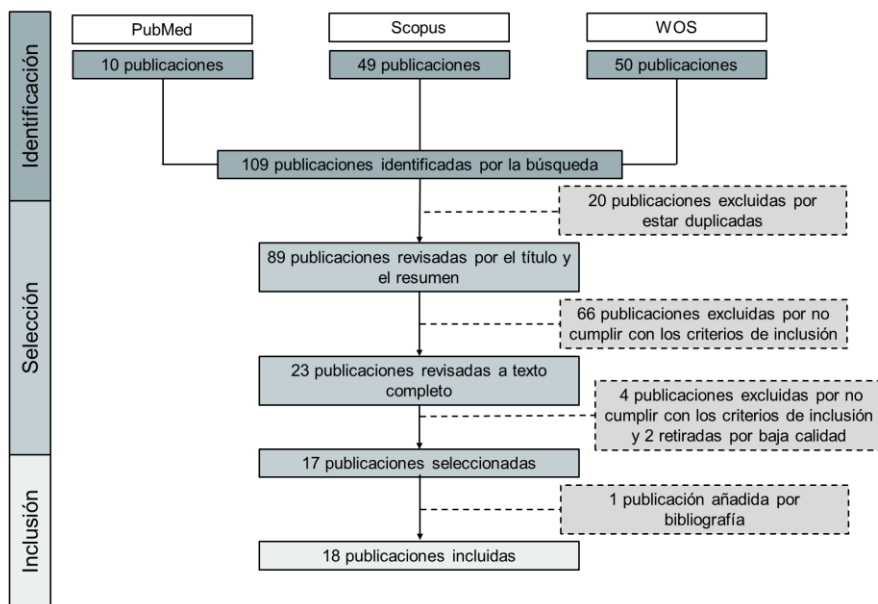 PubMed
Scopus
WOS
10 publicaciones
49 publicaciones
50 publicaciones
Identificación
109 publicaciones identificadas por la búsqueda
20 publicaciones excluidas por
estar duplicadas
Selección
89 publicaciones revisadas por el título y
el resumen
66 publicaciones excluidas por no
cumplir con los criterios de inclusión
23 publicaciones revisadas a texto
completo
4 publicaciones excluidas por no
cumplir con los criterios de inclusión
y 2 retiradas por baja calidad
17 publicaciones seleccionadas
Inclusión
1 publicación añadida por
bibliografía
18 publicaciones incluidas